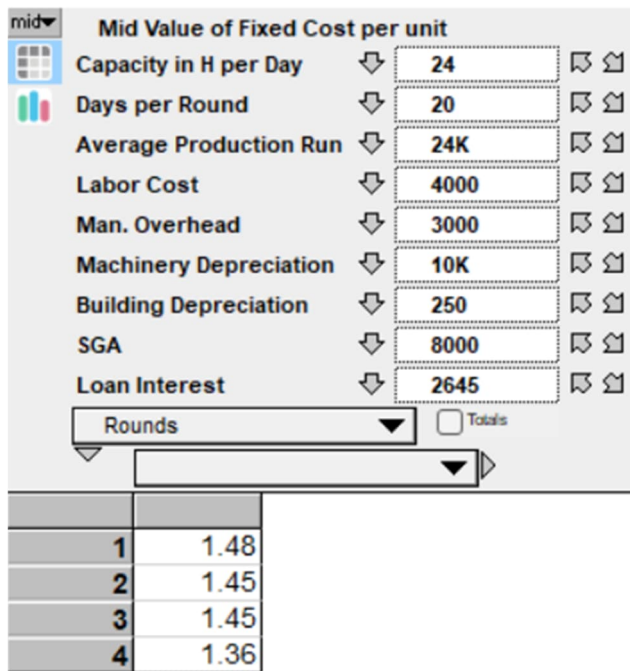 mid
Mid Value of Fixed Cost per unit
Capacity in H per Day 24
Days per Round 20
Average Production Run 24K
Labor Cost 4000
Man. Overhead 3000
Machinery Depreciation 10K
Building Depreciation 250
SGA 8000
Loan Interest 2645
Rounds Totals
1 1.48
2 1.45
3 1.45
4 1.36